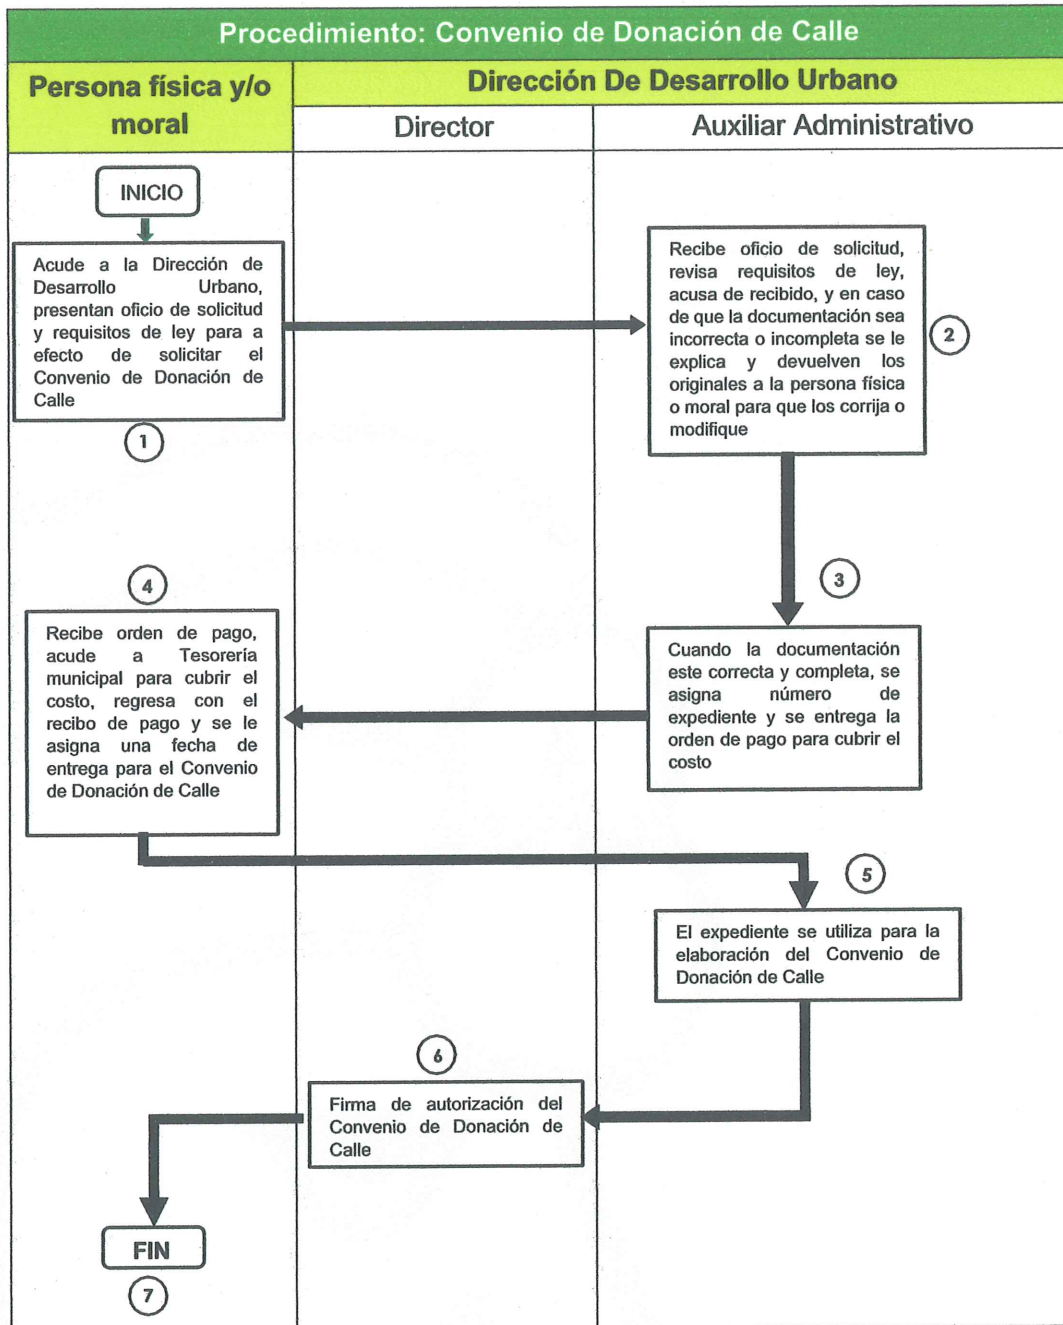 Procedimiento: Convenio de Donación de Calle
Persona física y/o
moral
Dirección De Desarrollo Urbano
Director
Auxiliar Administrativo
INICIO
Acude a la Dirección de
Desarrollo Urbano,
presentan oficio de solicitud
y requisitos de ley para a
efecto de solicitar el
Convenio de Donación de
Calle
1
Recibe oficio de solicitud,
revisa requisitos de ley,
acusa de recibido, y en caso
de que la documentación sea
incorrecta o incompleta se le
explica y devuelven los
originales a la persona física
o moral para que los corrija o
modifique
2
3
Cuando la documentación
este correcta y completa, se
asigna número de
expediente y se entrega la
orden de pago para cubrir el
costo
4
Recibe orden de pago,
acude a Tesorería
municipal para cubrir el
costo, regresa con el
recibo de pago y se le
asigna una fecha de
entrega para el Convenio
de Donación de Calle
5
El expediente se utiliza para la
elaboración del Convenio de
Donación de Calle
6
Firma de autorización del
Convenio de Donación de
Calle
FIN
7